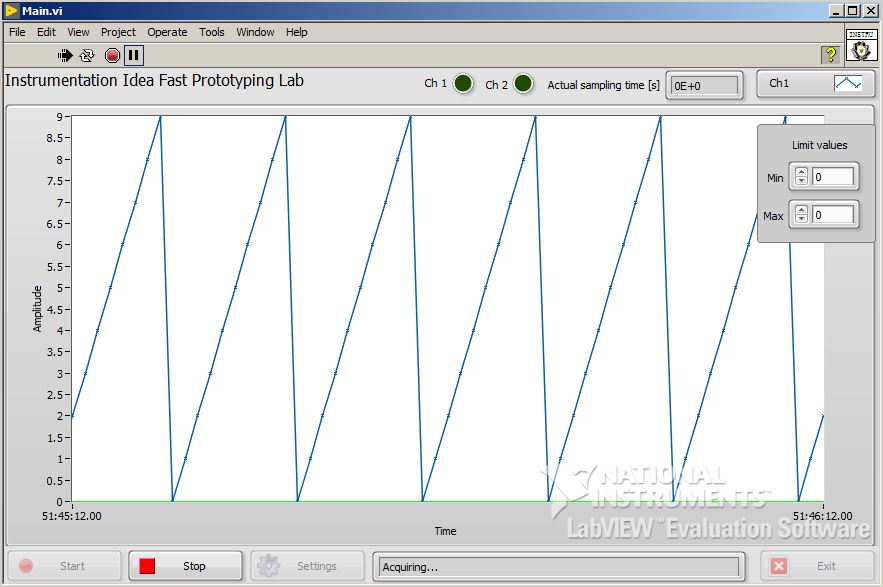 Main.vi
File Edit View Project Operate Tools Window Help
INSTRU
?
Instrumentation Idea Fast Prototyping Lab
Ch 1
Ch 2
Actual sampling time [s]
0E+0
Ch1
Limit values
Min 0
Max 0
Amplitude
9
8.5
8
7.5
7
6.5
6
5.5
5
4.5
4
3.5
3
2.5
2
1.5
1
0.5
0
51:45:12.00
51:46:12.00
Time
NATIONAL
INSTRUMENTS™
LabVIEW™ Evaluation Software
Start
Stop
Settings
Acquiring...
Exit